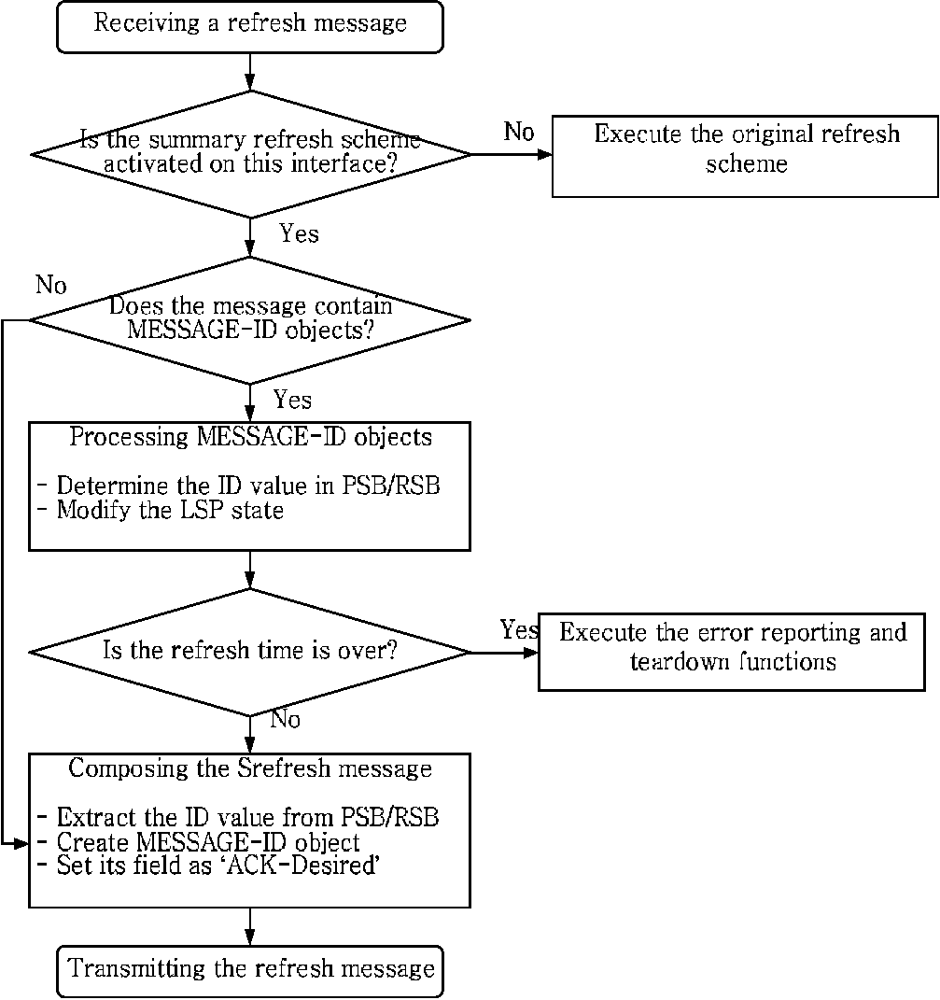 Receiving a refresh message
Is the summary refresh scheme
activated on this interface?
No
Execute the original refresh
scheme
Yes
No
Does the message contain
MESSAGE-ID objects?
Yes
Processing MESSAGE-ID objects
- Determine the ID value in PSB/RSB
- Modify the LSP state
Is the refresh time is over?
Yes
Execute the error reporting and
teardown functions
No
Composing the Srefresh message
- Extract the ID value from PSB/RSB
- Create MESSAGE-ID object
- Set its field as ‘ACK-Desired’
Transmitting the refresh message